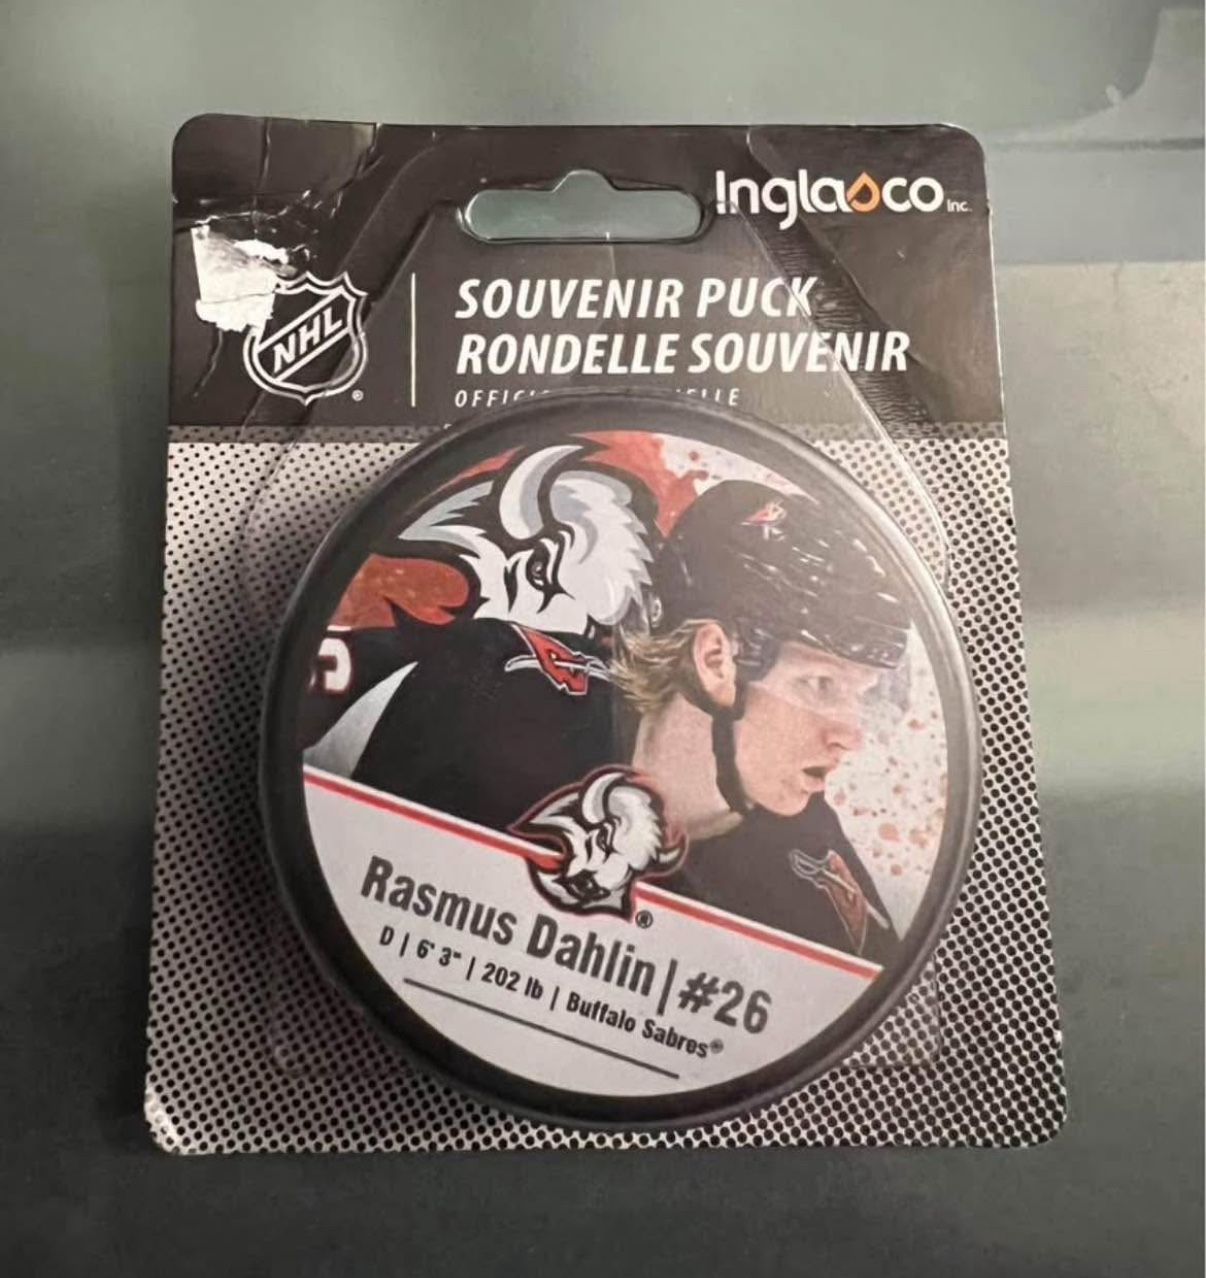 Inglasco Inc.
NHL ®
SOUVENIR PUCK
RONDELLE SOUVENIR
Rasmus Dahlin | #26
D | 6' 3" | 202 lb | Buffalo Sabres®
®